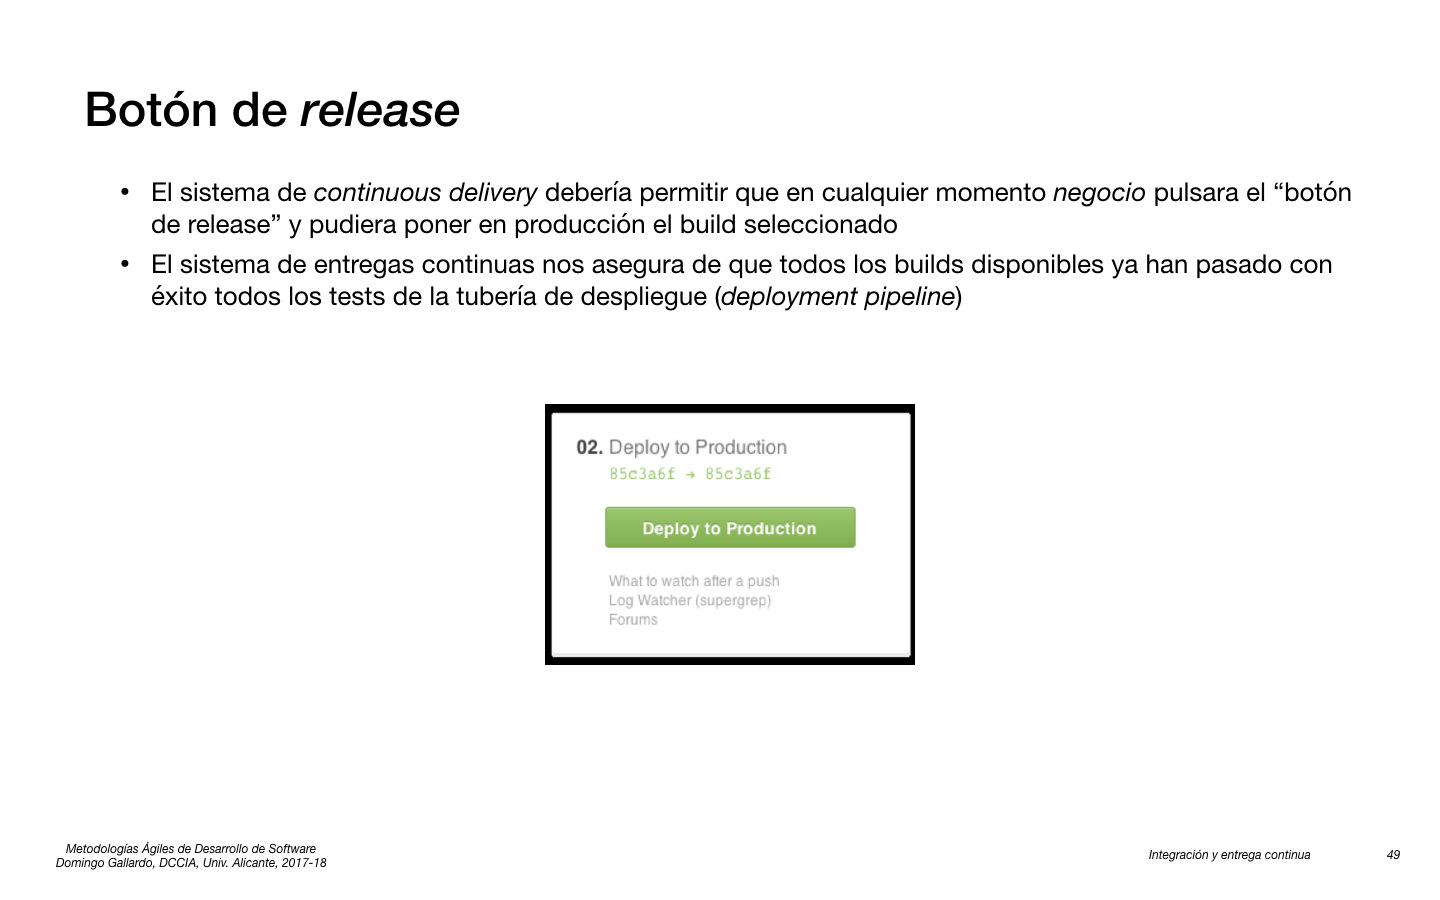 Botón de release
• El sistema de continuous delivery debería permitir que en cualquier momento negocio pulsara el “botón
de release” y pudiera poner en producción el build seleccionado
• El sistema de entregas continuas nos asegura de que todos los builds disponibles ya han pasado con
éxito todos los tests de la tubería de despliegue (deployment pipeline)
02. Deploy to Production
85c3a6f → 85c3a6f
Deploy to Production
What to watch after a push
Log Watcher (supergrep)
Forums
Metodologías Ágiles de Desarrollo de Software
Domingo Gallardo, DCCIA, Univ. Alicante, 2017-18
Integración y entrega continua 49